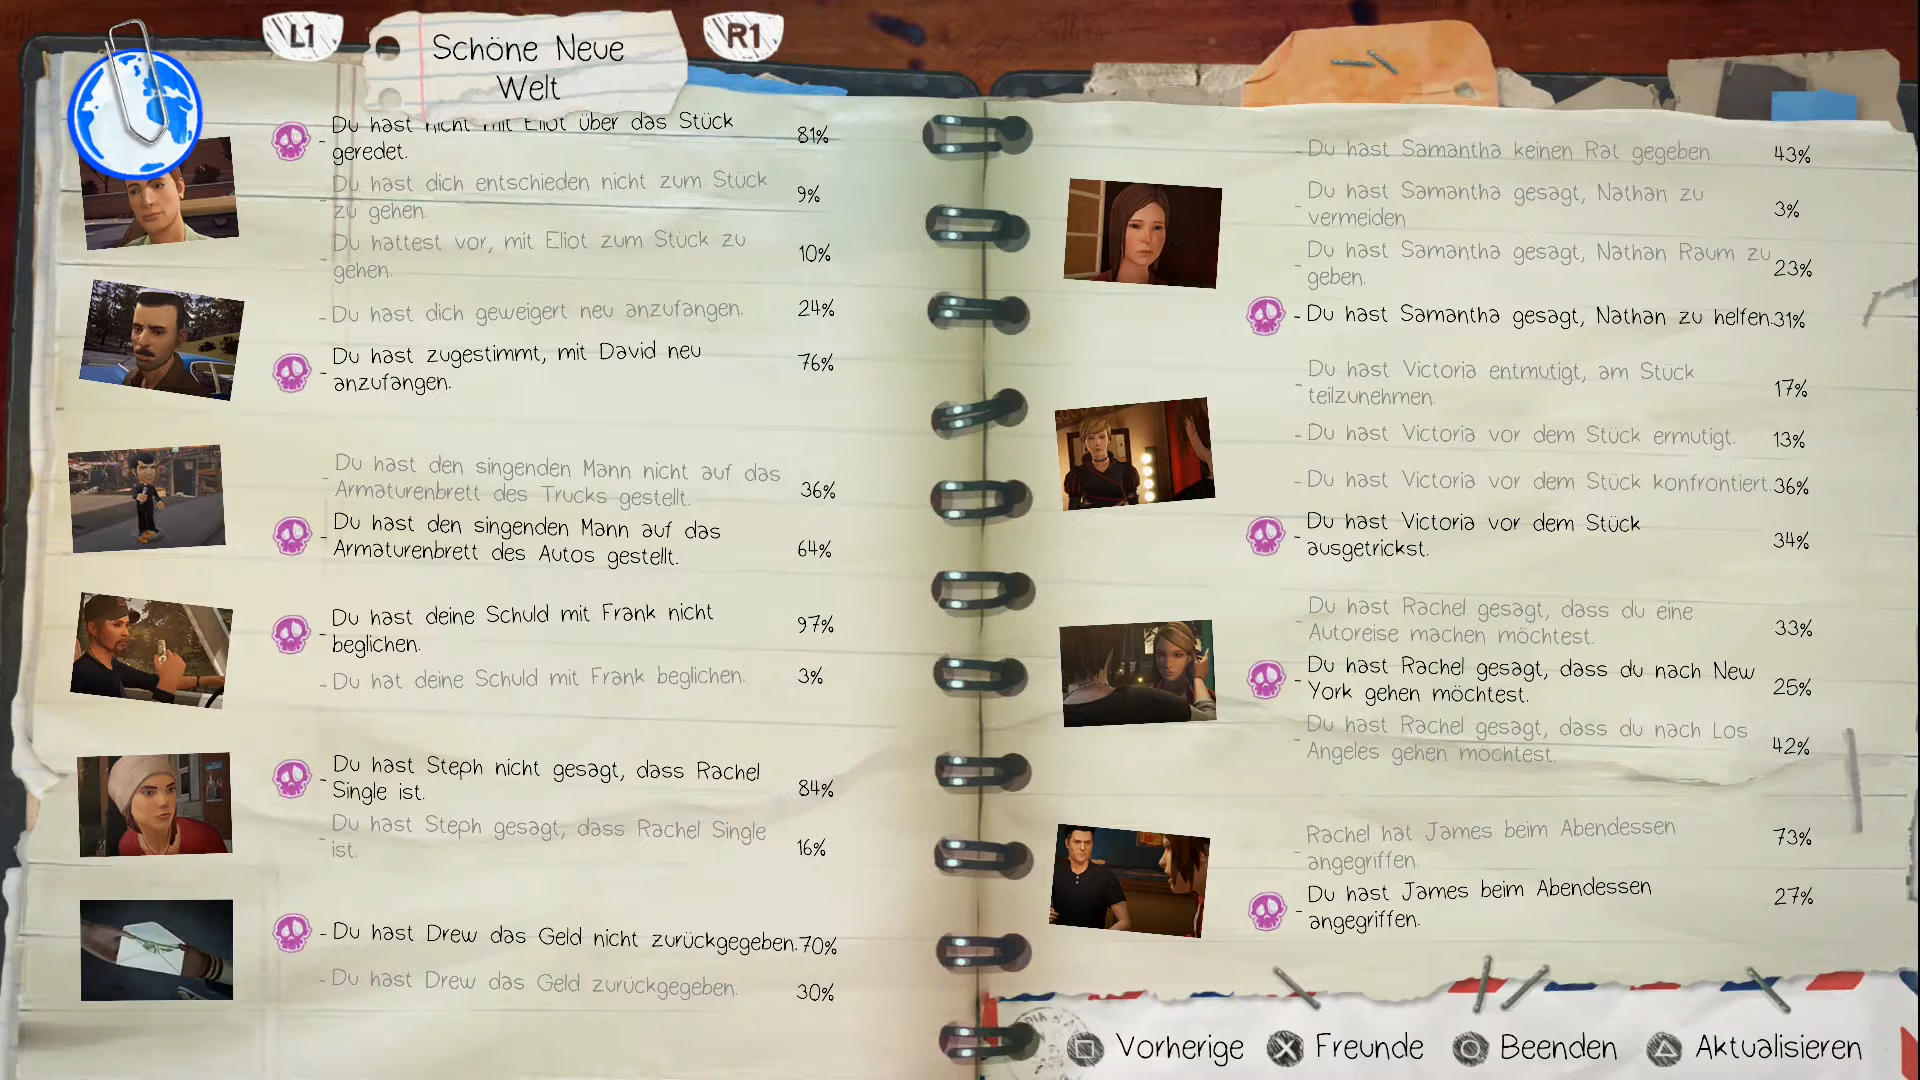 L1
Schöne Neue
Welt
R1
Du hast nicht mit Eliot über das Stück
geredet.
81%
Du hast dich entschieden nicht zum Stück
zu gehen.
9%
Du hattest vor, mit Eliot zum Stück zu
gehen.
10%
Du hast dich geweigert neu anzufangen.
24%
Du hast zugestimmt, mit David neu
anzufangen.
76%
Du hast den singenden Mann nicht auf das
Armaturenbrett des Trucks gestellt.
36%
Du hast den singenden Mann auf das
Armaturenbrett des Autos gestellt.
64%
Du hast deine Schuld mit Frank nicht
beglichen.
97%
Du hat deine Schuld mit Frank beglichen.
3%
Du hast Steph nicht gesagt, dass Rachel
Single ist.
84%
Du hast Steph gesagt, dass Rachel Single
ist.
16%
Du hast Drew das Geld nicht zurückgegeben.
70%
Du hast Drew das Geld zurückgegeben.
30%
Du hast Samantha keinen Rat gegeben.
43%
Du hast Samantha gesagt, Nathan zu
vermeiden
3%
Du hast Samantha gesagt, Nathan Raum zu
geben.
23%
Du hast Samantha gesagt, Nathan zu helfen.
31%
Du hast Victoria entmutigt, am Stück
teilzunehmen.
17%
Du hast Victoria vor dem Stück ermutigt.
13%
Du hast Victoria vor dem Stück konfrontiert.
36%
Du hast Victoria vor dem Stück
ausgetrickst.
34%
Du hast Rachel gesagt, dass du eine
Autoreise machen möchtest.
33%
Du hast Rachel gesagt, dass du nach New
York gehen möchtest.
25%
Du hast Rachel gesagt, dass du nach Los
Angeles gehen möchtest.
42%
Rachel hat James beim Abendessen
angegriffen.
73%
Du hast James beim Abendessen
angegriffen.
27%
Vorherige
Freunde
Beenden
Aktualisieren